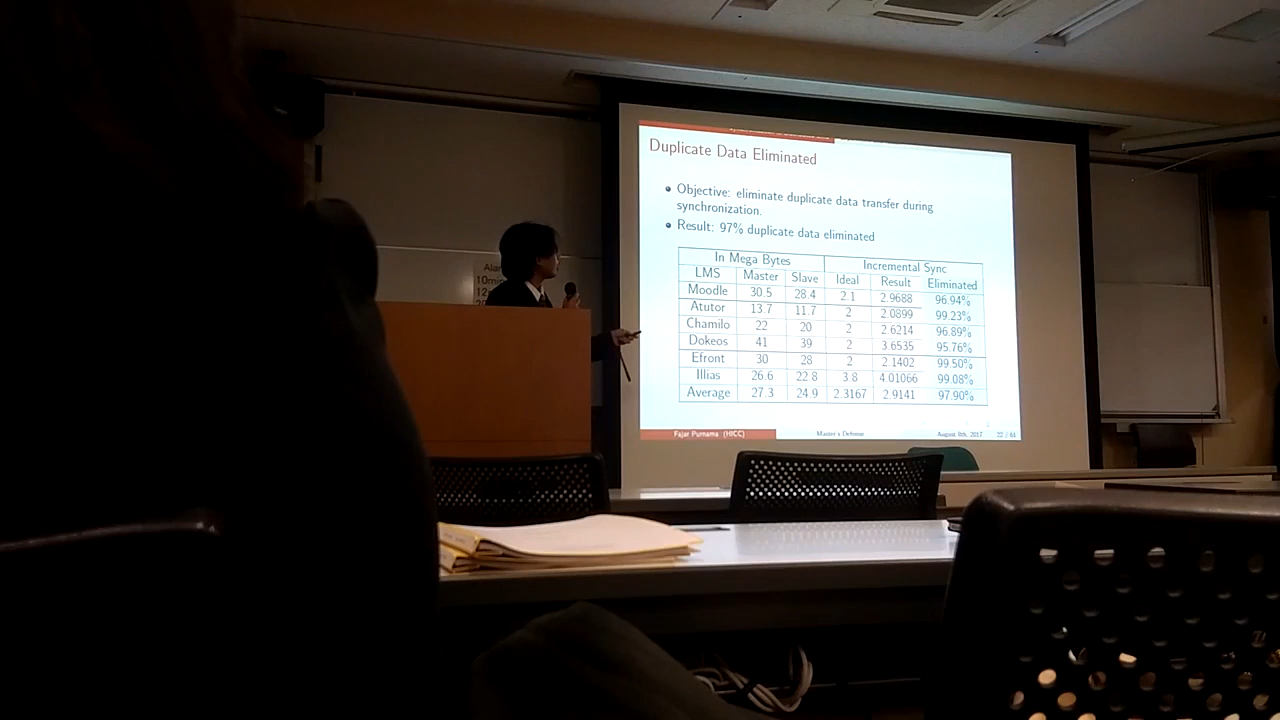 Duplicate Data Eliminated
Objective: eliminate duplicate data transfer during
synchronization.
Result: 97% duplicate data eliminated
In Mega Bytes Incremental Sync
LMS Master Slave Ideal Result Eliminated
Moodle 30.5 28.4 2.1 2.9688 96.94%
Atutor 13.7 11.7 2 2.0899 99.23%
Chamilo 22 20 2 2.6214 96.89%
Dokeos 41 39 2 3.6535 95.76%
Efront 30 28 2 2.1402 99.50%
Illias 26.6 22.8 3.8 4.01066 99.08%
Average 27.3 24.9 2.3167 2.9141 97.90%
Fajar Purnama (HICC) Master's Defense August 8th, 2017 22 / 61
10min
12